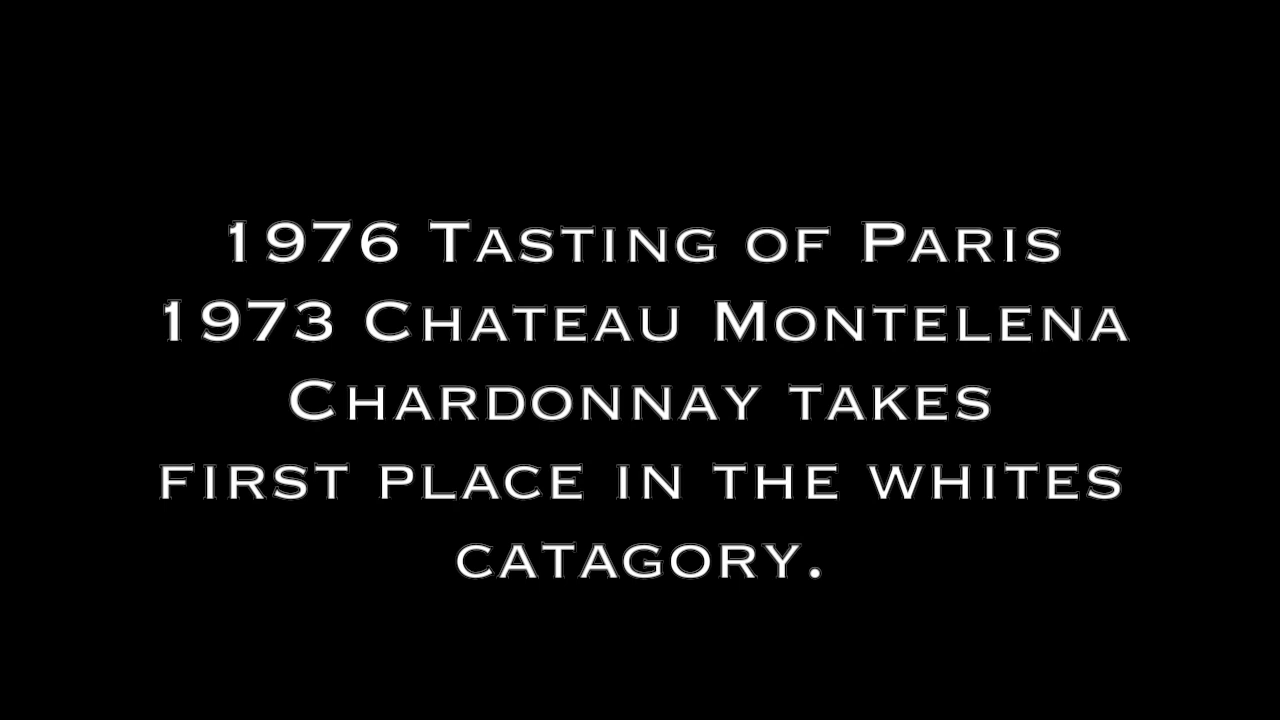 1976 Tasting of Paris
1973 Chateau Montelena
Chardonnay takes
first place in the whites
catagory.